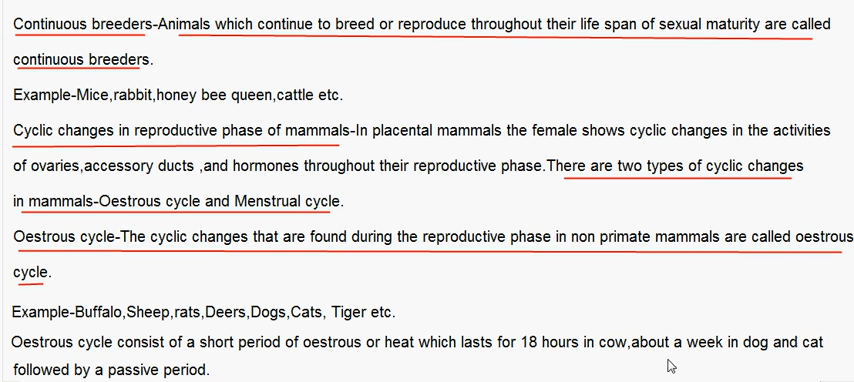 Continuous breeders-Animals which continue to breed or reproduce throughout their life span of sexual maturity are called
continuous breeders.
Example-Mice,rabbit,honey bee queen,cattle etc.
Cyclic changes in reproductive phase of mammals-In placental mammals the female shows cyclic changes in the activities
of ovaries,accessory ducts ,and hormones throughout their reproductive phase.There are two types of cyclic changes
in mammals-Oestrous cycle and Menstrual cycle.
Oestrous cycle-The cyclic changes that are found during the reproductive phase in non primate mammals are called oestrous
cycle.
Example-Buffalo,Sheep,rats,Deers,Dogs,Cats, Tiger etc.
Oestrous cycle consist of a short period of oestrous or heat which lasts for 18 hours in cow,about a week in dog and cat
followed by a passive period.